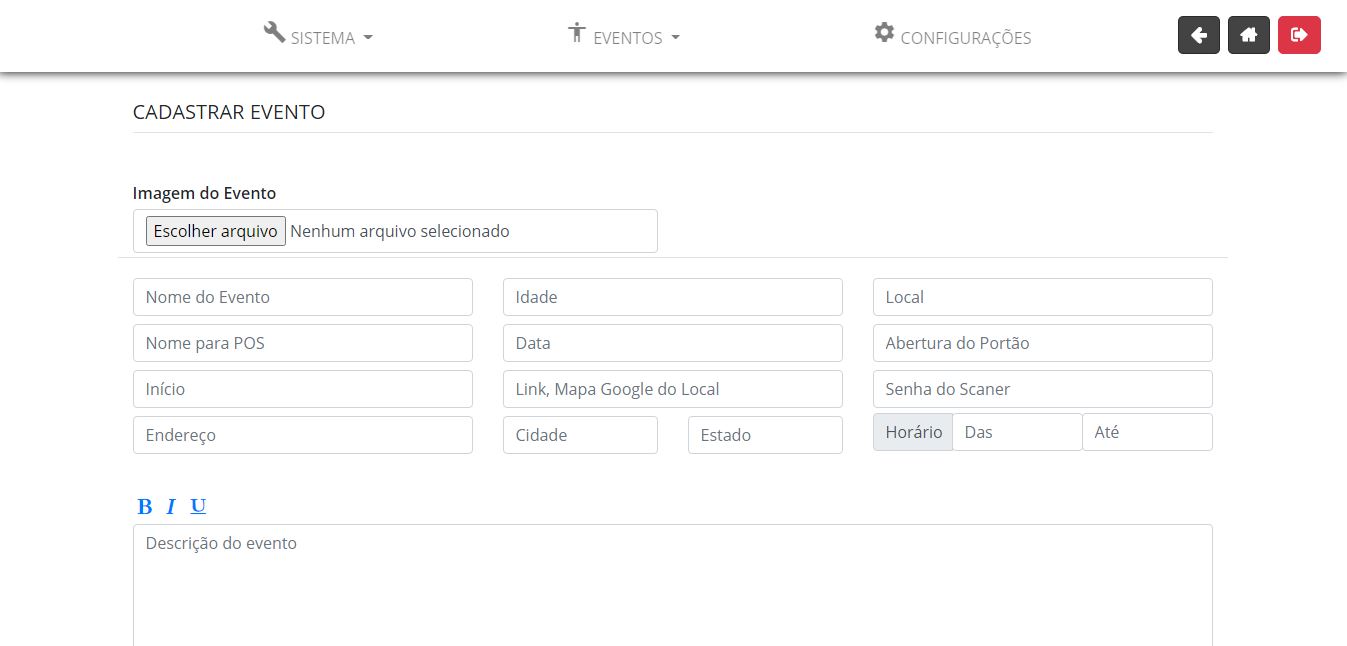 SISTEMA EVENTOS CONFIGURAÇÕES
CADASTRAR EVENTO
Imagem do Evento
Escolher arquivo Nenhum arquivo selecionado
Nome do Evento Idade Local
Nome para POS Data Abertura do Portão
Início Link, Mapa Google do Local Senha do Scaner
Endereço Cidade Estado Horário Das Até
B I U
Descrição do evento